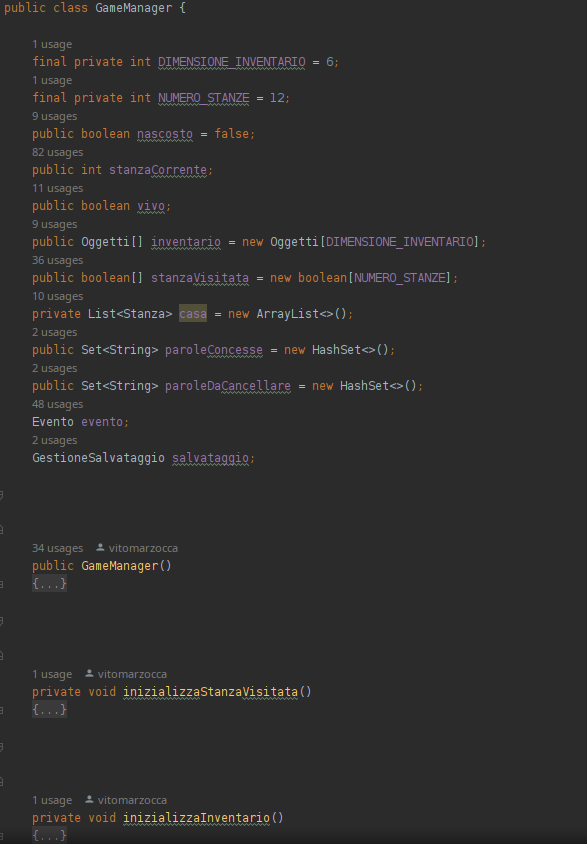 public class GameManager {
1 usage
final private int DIMENSIONE_INVENTARIO = 6;
1 usage
final private int NUMERO_STANZE = 12;
9 usages
public boolean nascosto = false;
82 usages
public int stanzaCorrente;
11 usages
public boolean vivo;
9 usages
public Oggetti[] inventario = new Oggetti[DIMENSIONE_INVENTARIO];
36 usages
public boolean[] stanzaVisitata = new boolean[NUMERO_STANZE];
10 usages
private List<Stanza> casa = new ArrayList<>();
2 usages
public Set<String> paroleConcesse = new HashSet<>();
2 usages
public Set<String> paroleDaCancellare = new HashSet<>();
48 usages
Evento evento;
2 usages
GestioneSalvataggio salvataggio;
34 usages vitomarzocca
public GameManager()
{...}
1 usage vitomarzocca
private void inizializzaStanzaVisitata()
{...}
1 usage vitomarzocca
private void inizializzaInventario()
{...}